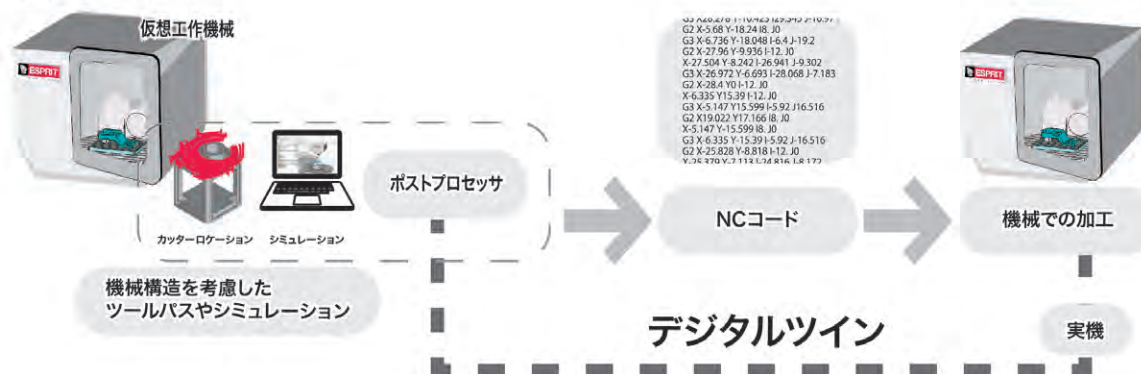 仮想工作機械
ESPRIT
カッターロケーション
シミュレーション
ポストプロセッサ
機械構造を考慮した
ツールパスやシミュレーション
G2 X-5.68 Y-18.24 I8. J0
G3 X-6.736 Y-18.048 I-6.4 J-19.2
G2 X-27.96 Y-9.936 I-12. J0
X-27.504 Y-8.242 I-26.941 J-9.302
G3 X-26.972 Y-6.693 I-28.068 J-7.183
G2 X-28.4 Y0 I-12. J0
X-6.335 Y15.39 I-12. J0
G3 X-5.147 Y15.599 I-5.92 J16.516
G2 X19.022 Y17.166 I8. J0
X-5.147 Y-15.599 I8. J0
G3 X-6.335 Y-15.39 I-5.92 J-16.516
G2 X-25.828 Y-8.818 I-12. J0
NCコード
ESPRIT
機械での加工
実機
デジタルツイン